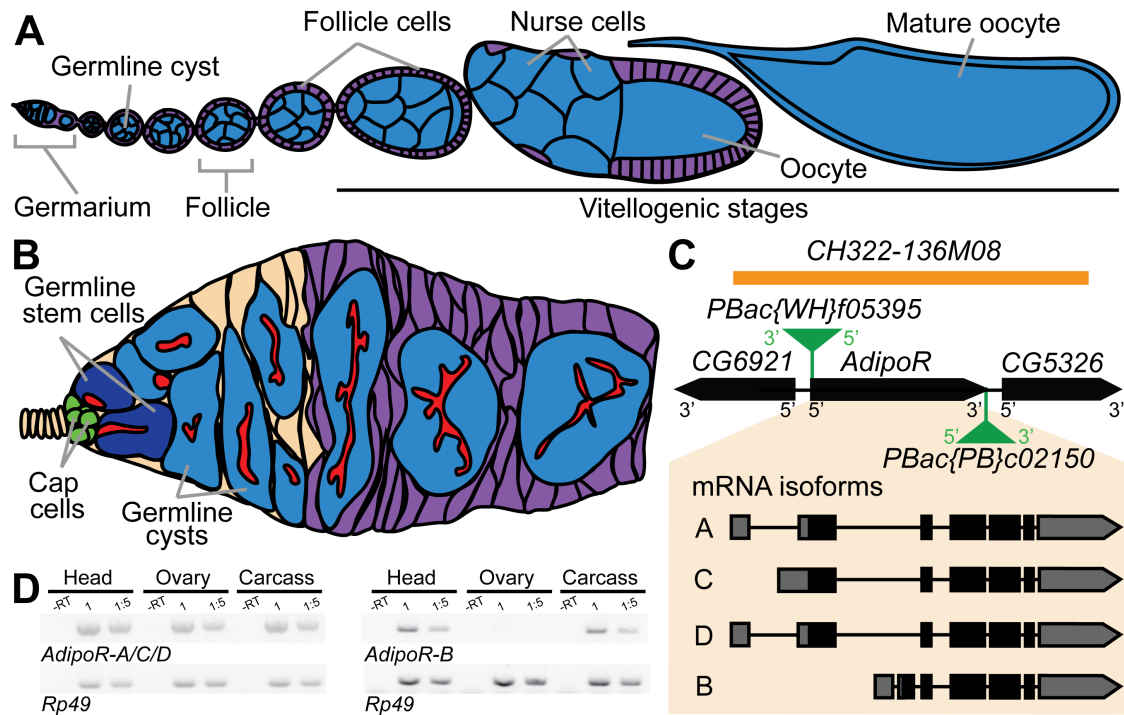 A
Follicle cells
Nurse cells
Mature oocyte
Germline cyst
Oocyte
Germarium
Follicle
Vitellogenic stages
B
Germline
stem cells
Cap
cells
Germline
cysts
C
CH322-136M08
PBac{WH}f05395
3’ 5’
CG6921 AdipoR CG5326
3’ 5’ 5’ 3’ 5’ 3’
5’ 3’
PBac{PB}c02150
mRNA isoforms
A
C
D
B
D
Head Ovary Carcass
-RT 1 1:5 -RT 1 1:5 -RT 1 1:5
AdipoR-A/C/D
Rp49
Head Ovary Carcass
-RT 1 1:5 -RT 1 1:5 -RT 1 1:5
AdipoR-B
Rp49